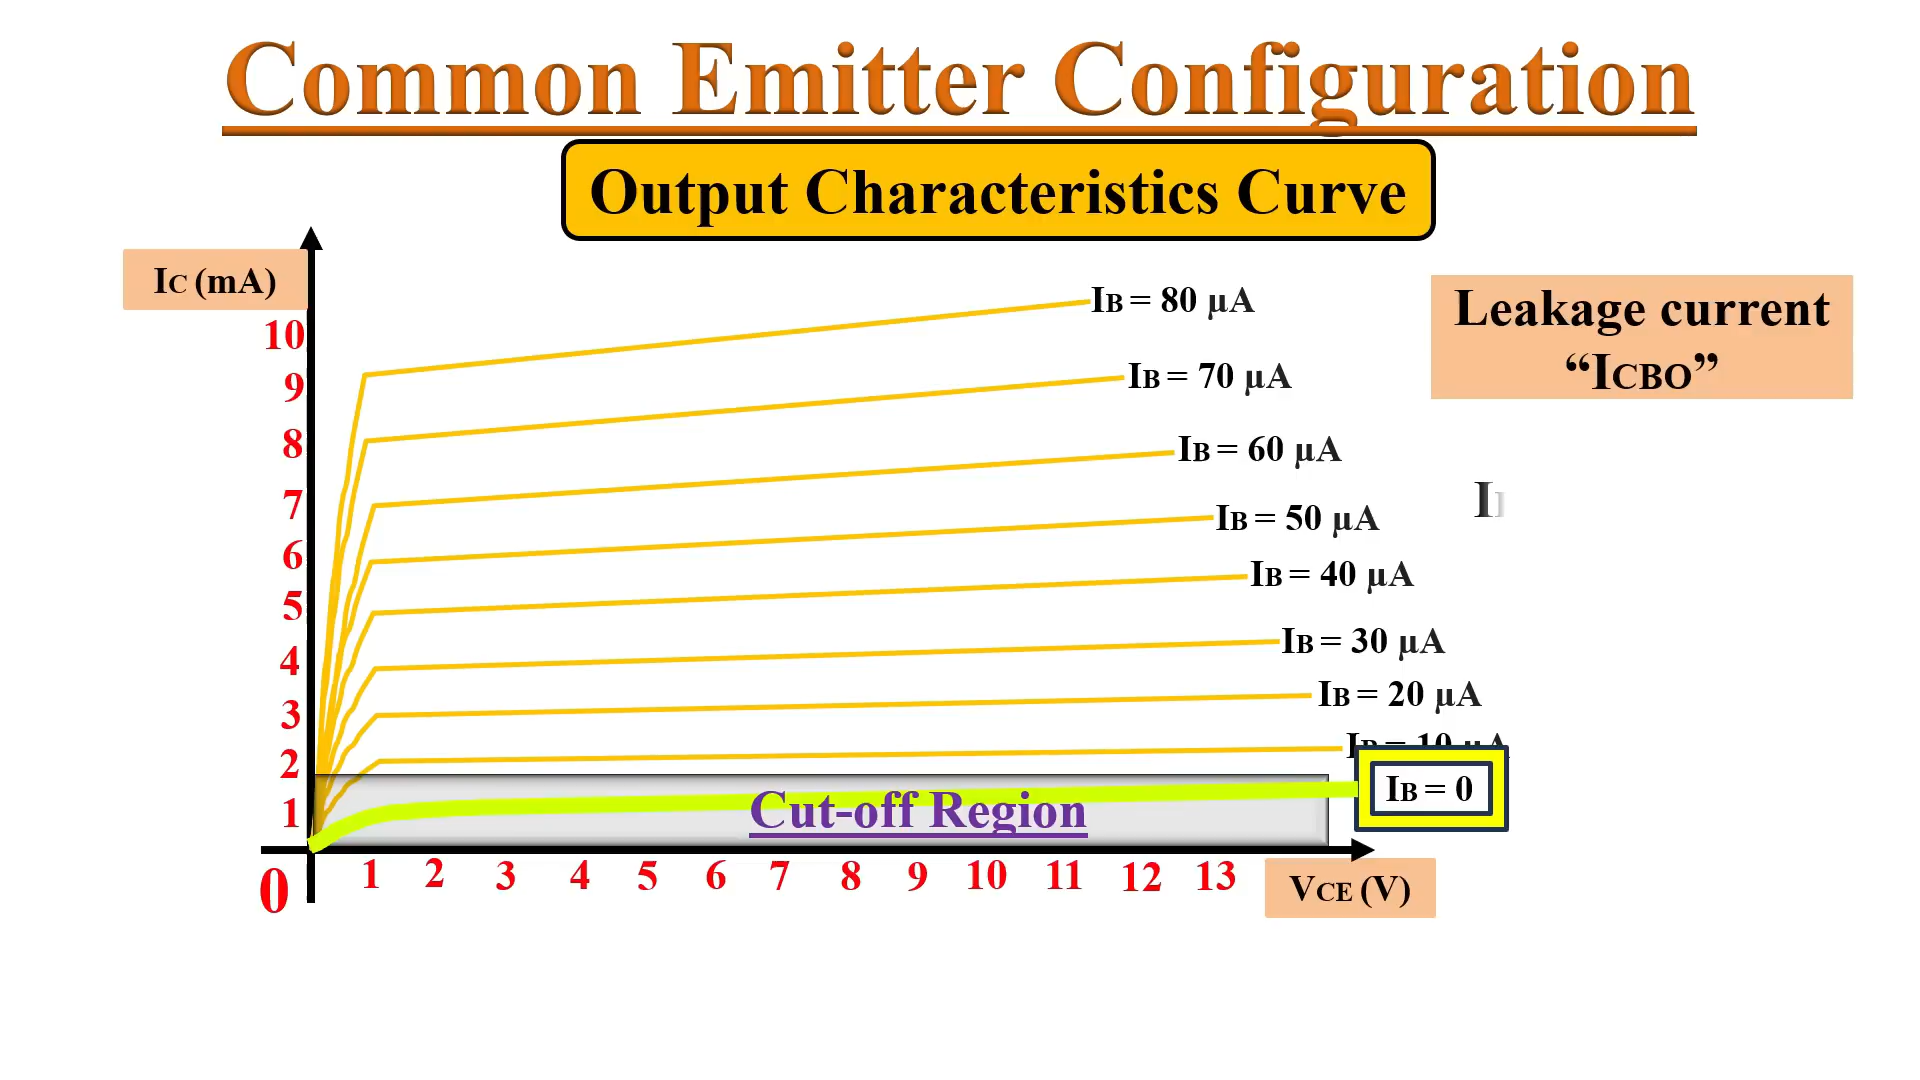 Common Emitter Configuration
Output Characteristics Curve
IC (mA)
10
9
8
7
6
5
4
3
2
1
0
IB = 80 µA
IB = 70 µA
IB = 60 µA
IB = 50 µA
IB = 40 µA
IB = 30 µA
IB = 20 µA
IB = 10 µA
IB = 0
Leakage current
“ICBO”
I
Cut-off Region
1 2 3 4 5 6 7 8 9 10 11 12 13
VCE (V)